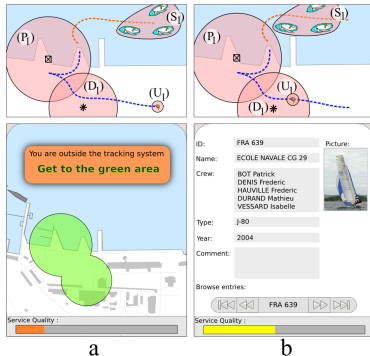 (P₁)
(S₁)
(D₁)
(U₁)
(P₁)
(S₁)
(D₁)
(U₁)
You are outside the tracking system
Get to the green area
Service Quality :
ID: FRA 639
Picture:
Name: ECOLE NAVALE CG 29
Crew: BOT Patrick
DENIS Frederic
HAUVILLE Frederic
DURAND Mathieu
VESSARD Isabelle
Type: J-80
Year: 2004
Comment:
Browse entries:
FRA 639
Service Quality :
a
b